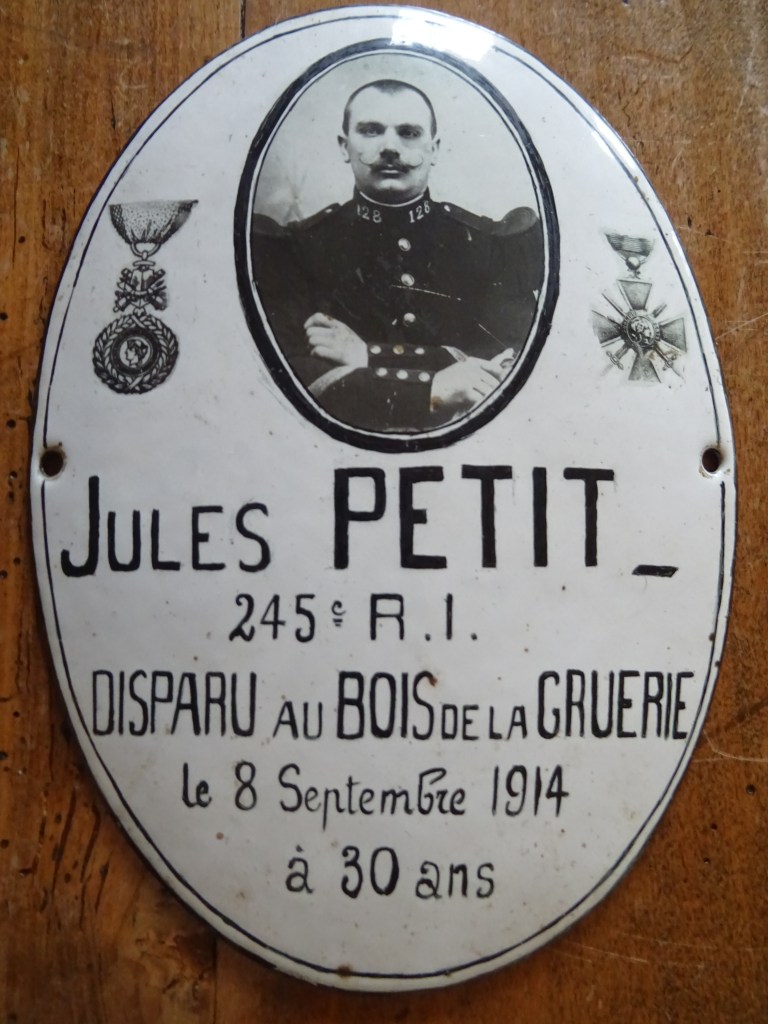 128 128
JULES PETIT_
245e R.I.
DISPARU AU BOIS DE LA GRUERIE
le 8 Septembre 1914
à 30 ans